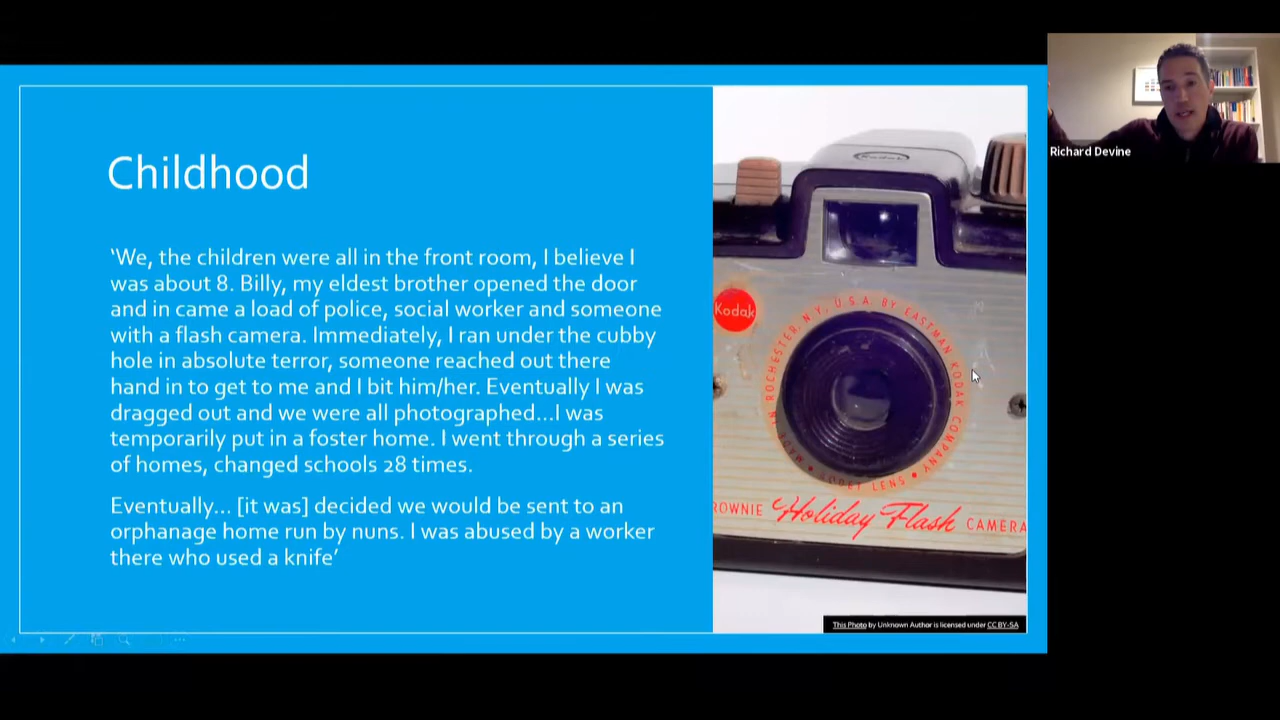 Childhood
‘We, the children were all in the front room, I believe I
was about 8. Billy, my eldest brother opened the door
and in came a load of police, social worker and someone
with a flash camera. Immediately, I ran under the cubby
hole in absolute terror, someone reached out there
hand in to get to me and I bit him/her. Eventually I was
dragged out and we were all photographed...I was
temporarily put in a foster home. I went through a series
of homes, changed schools 28 times.
Eventually... [it was] decided we would be sent to an
orphanage home run by nuns. I was abused by a worker
there who used a knife’
Kodak
Kodak
MADE IN ROCHESTER, N.Y., U.S.A. BY EASTMAN KODAK COMPANY
LENS
ROWNIE Holiday Flash CAMERA
This Photo by Unknown Author is licensed under CC BY-SA
Richard Devine